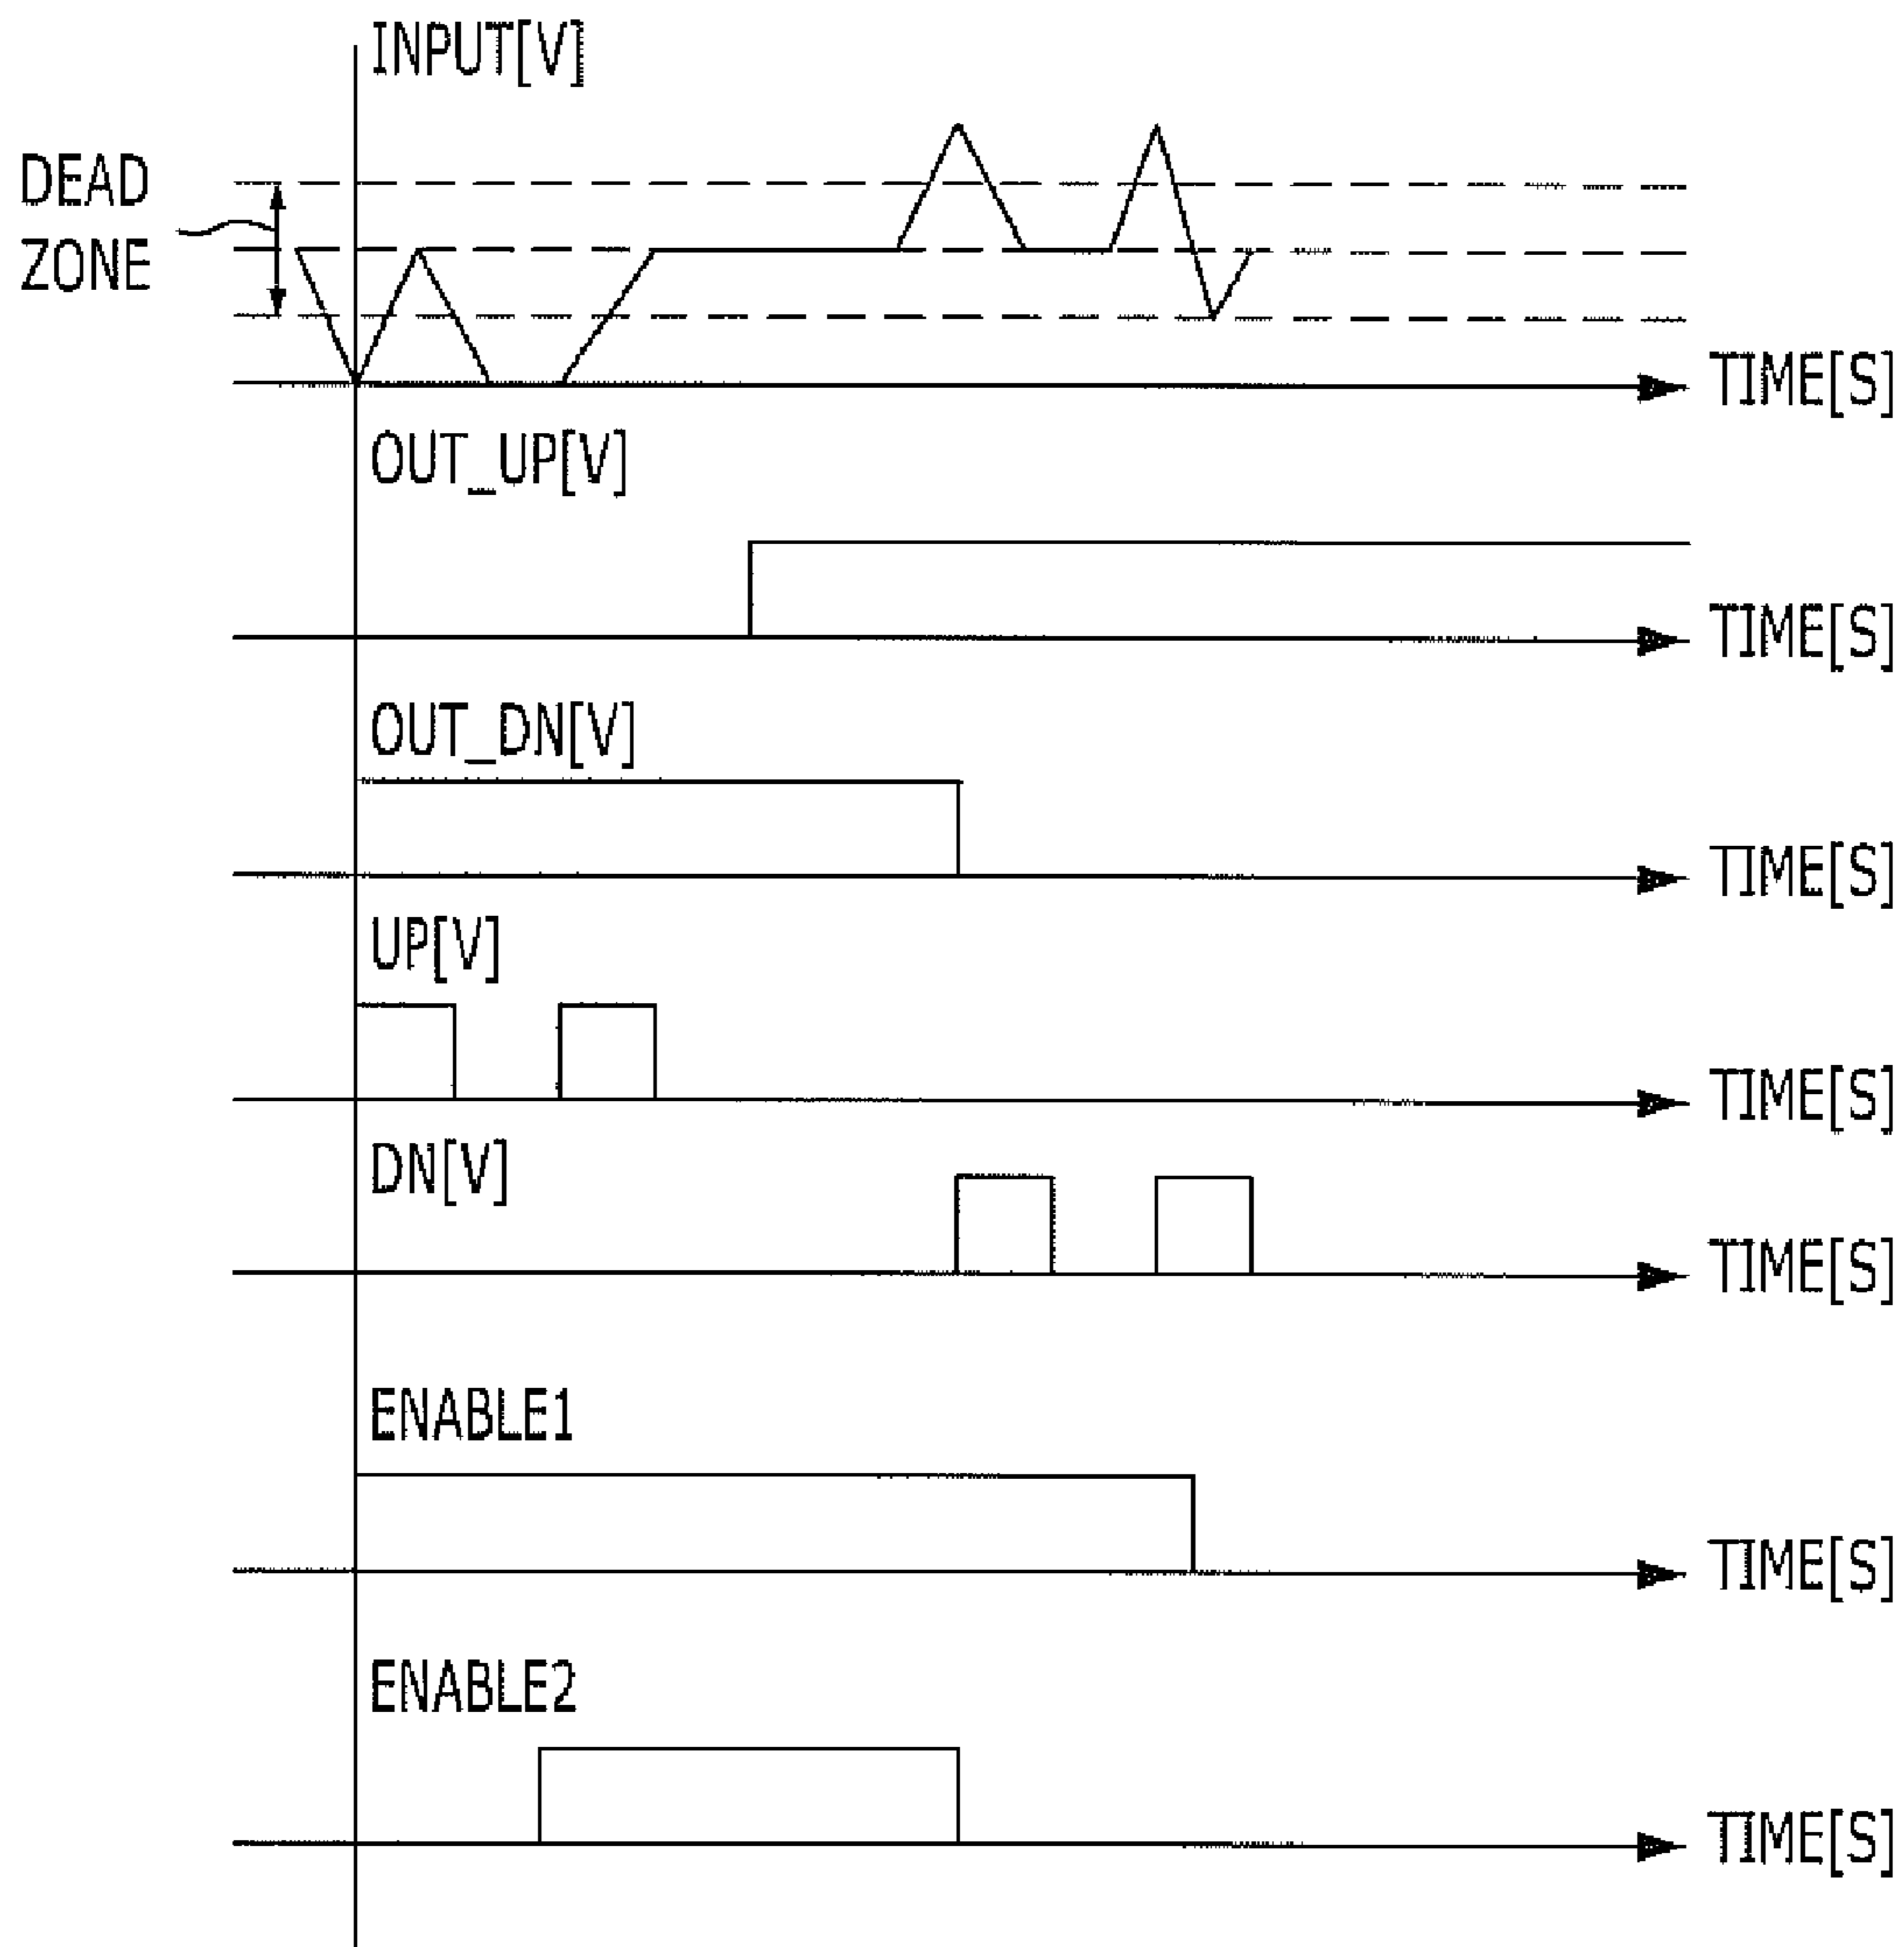 INPUT[V]
DEAD
ZONE
TIME[S]
OUT_UP[V]
TIME[S]
OUT_DN[V]
TIME[S]
UP[V]
TIME[S]
DN[V]
TIME[S]
ENABLE1
TIME[S]
ENABLE2
TIME[S]